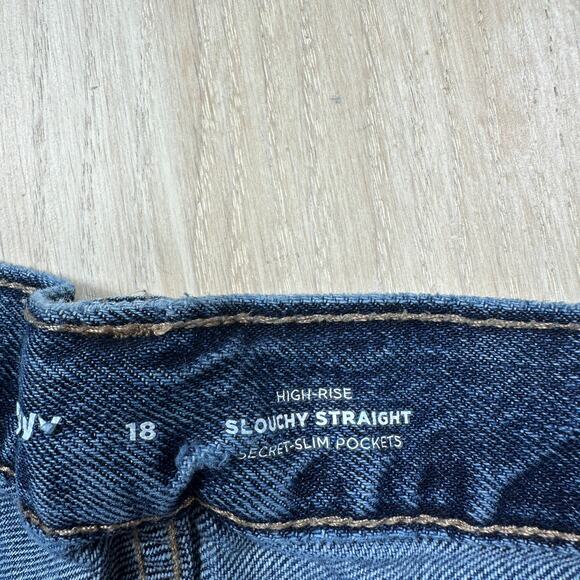 18
HIGH-RISE
SLOUCHY STRAIGHT
SECRET-SLIM POCKETS